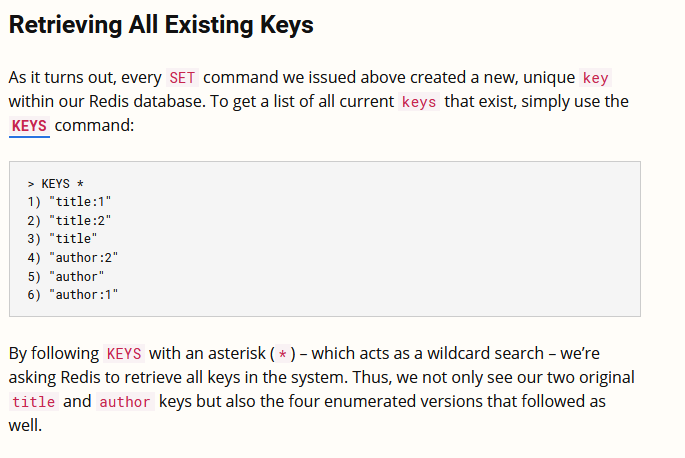 Retrieving All Existing Keys
As it turns out, every SET command we issued above created a new, unique key
within our Redis database. To get a list of all current keys that exist, simply use the
KEYS command:
> KEYS *
1) "title:1"
2) "title:2"
3) "title"
4) "author:2"
5) "author"
6) "author:1"
By following KEYS with an asterisk (*) – which acts as a wildcard search – we’re
asking Redis to retrieve all keys in the system. Thus, we not only see our two original
title and author keys but also the four enumerated versions that followed as
well.